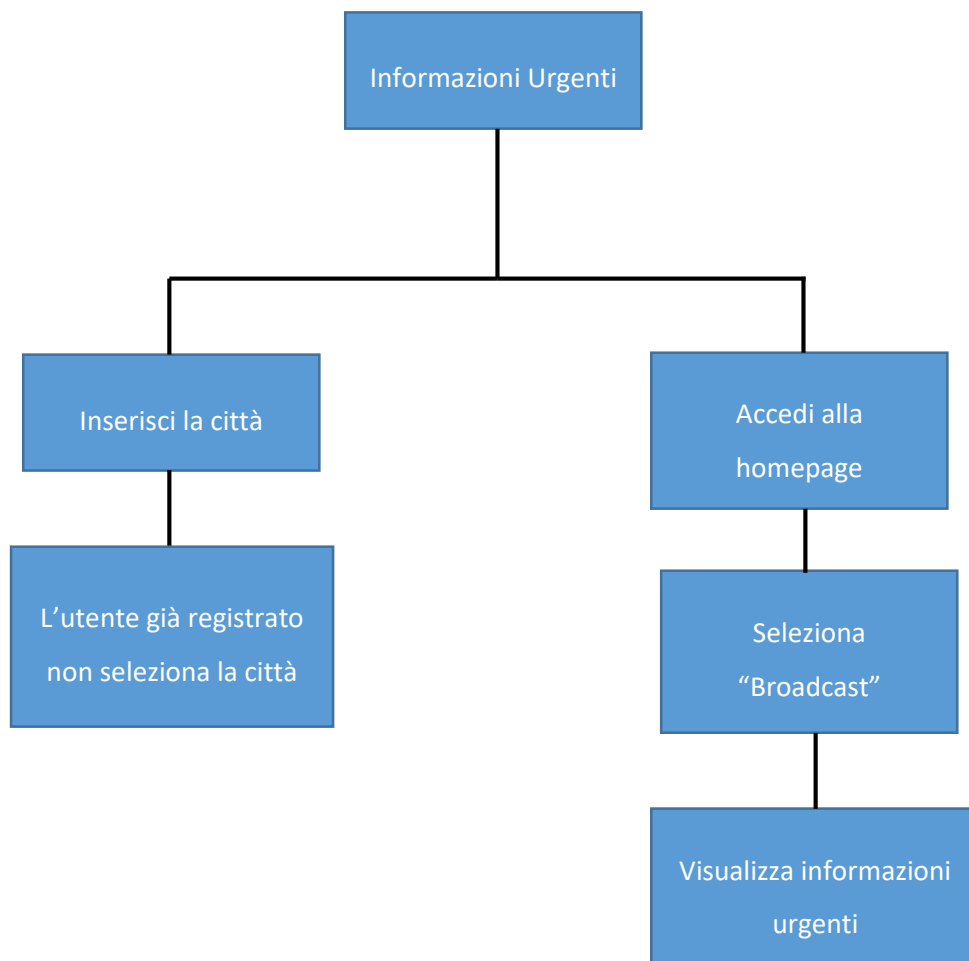 Informazioni Urgenti
Inserisci la città
L’utente già registrato
non seleziona la città
Accedi alla
homepage
Seleziona
“Broadcast”
Visualizza informazioni
urgenti